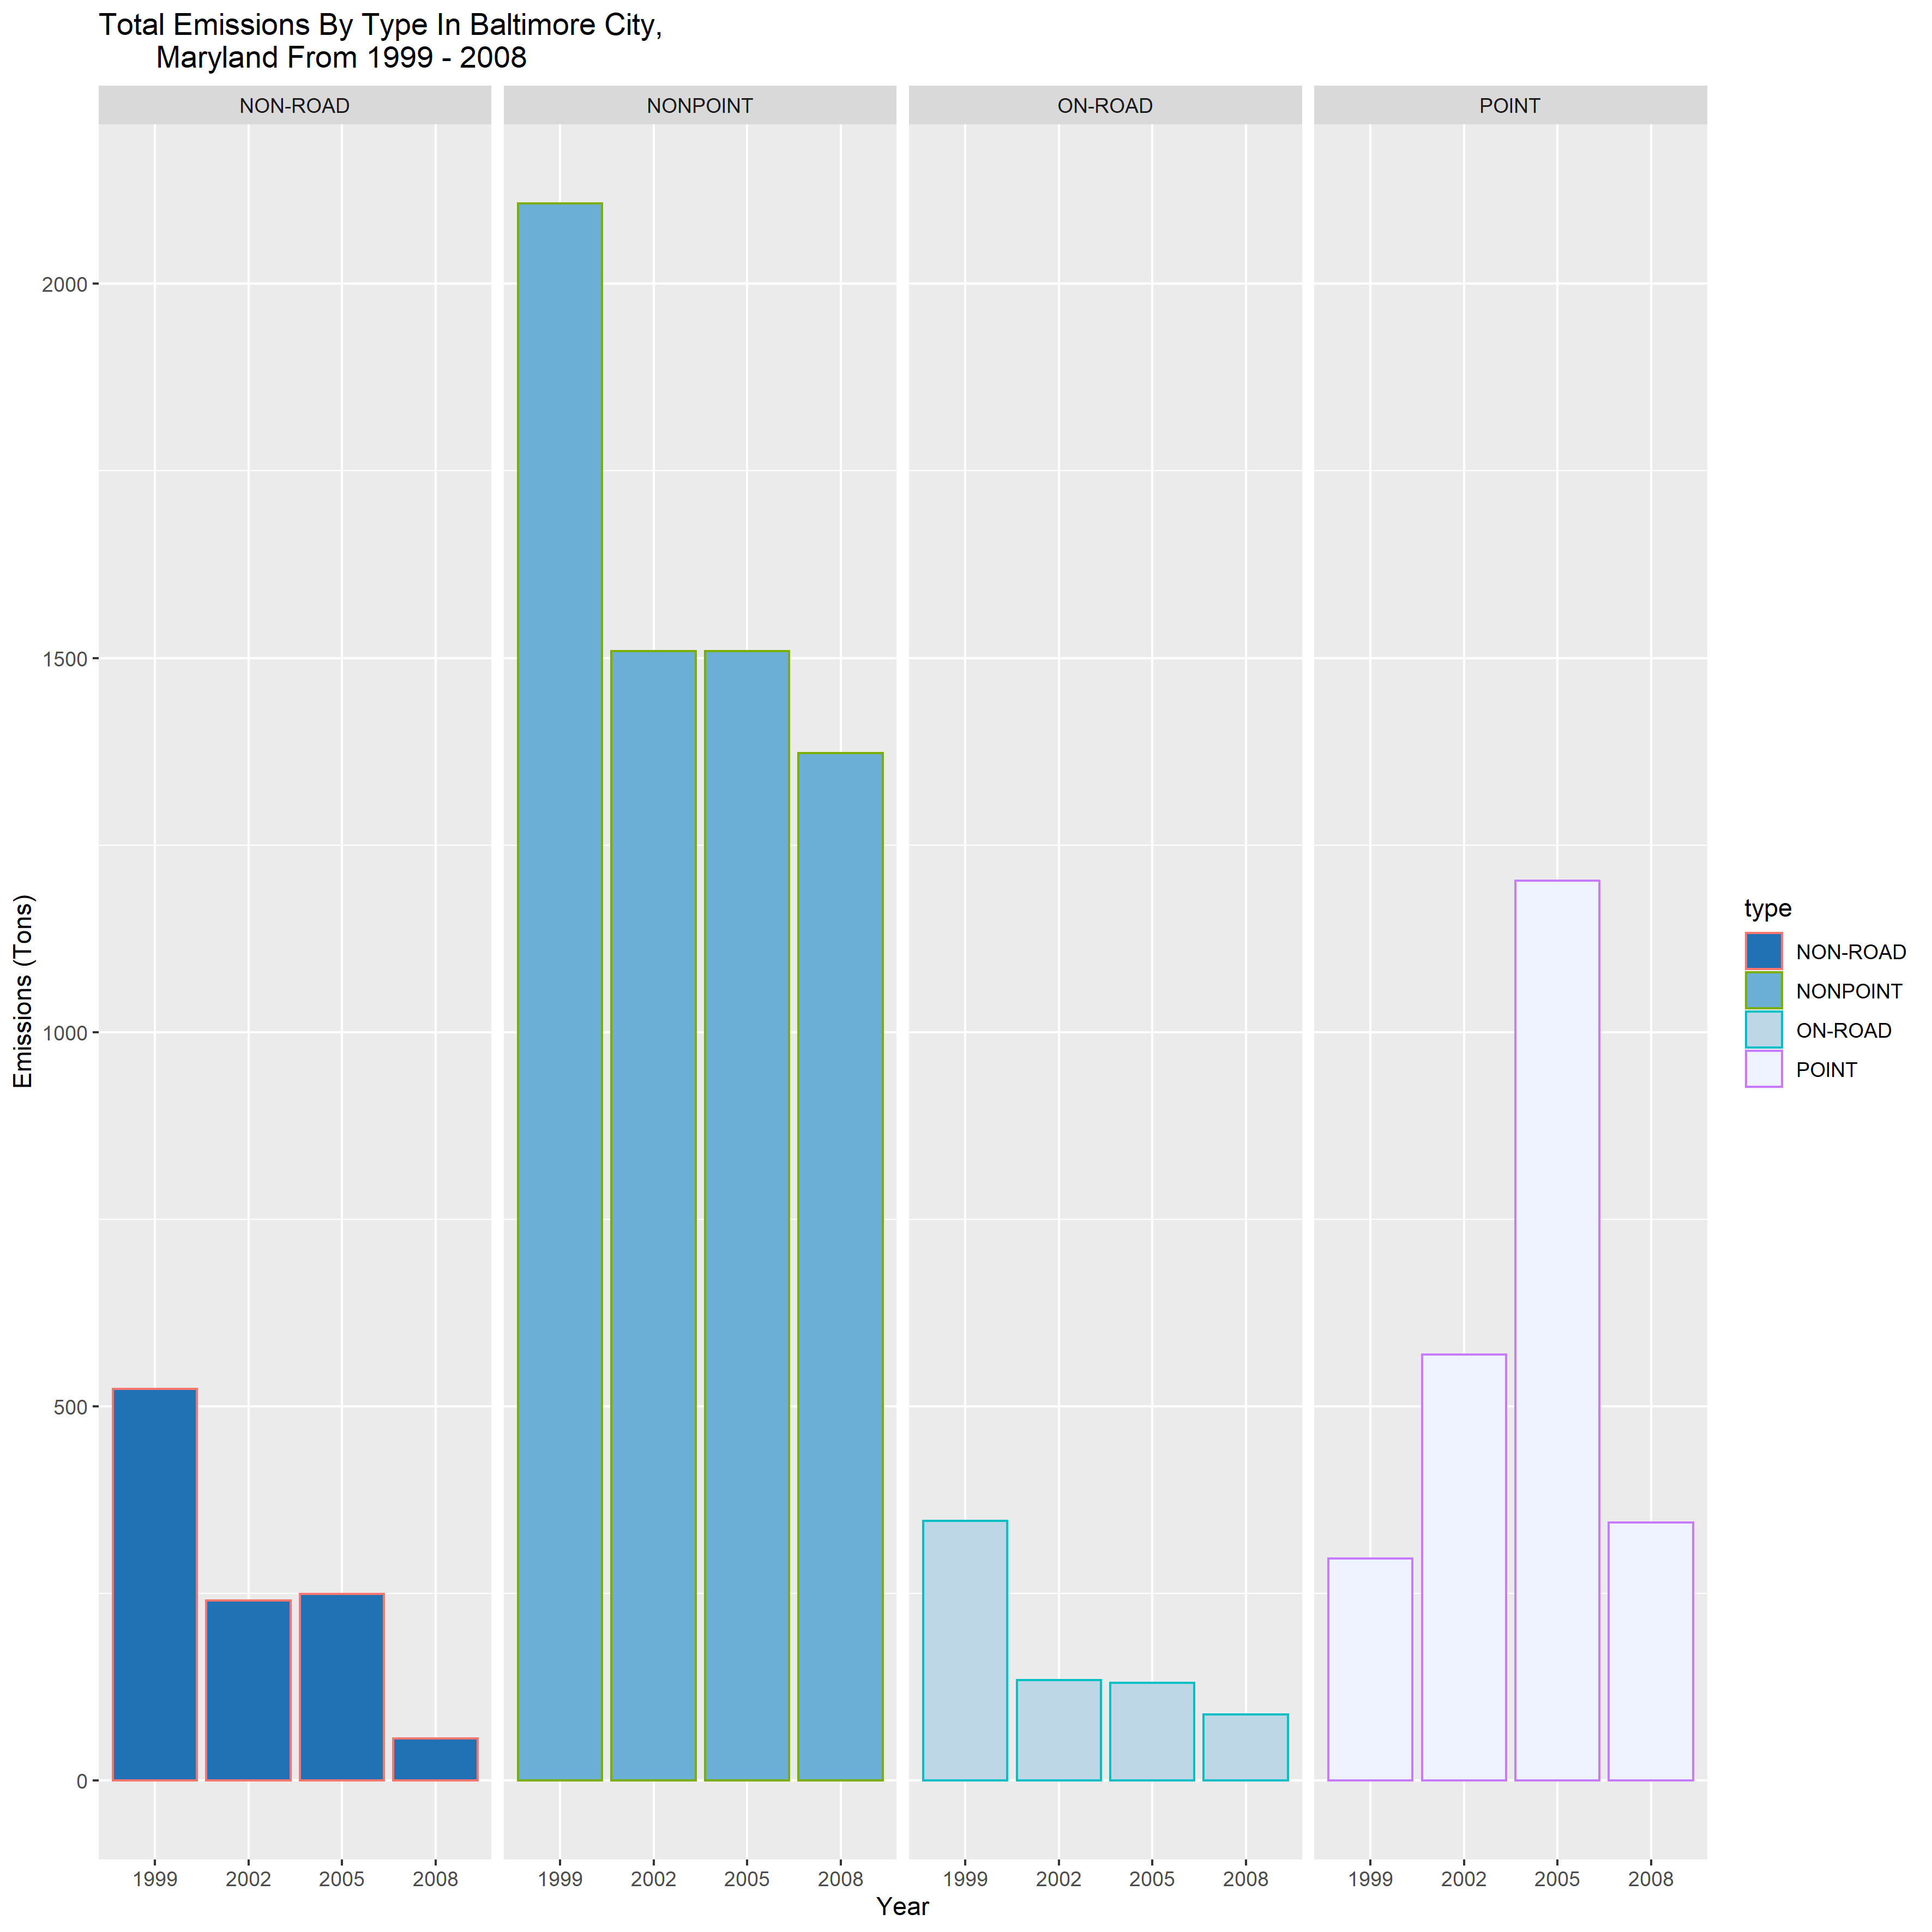 Total Emissions By Type In Baltimore City,
Maryland From 1999 - 2008
NON-ROAD NONPOINT ON-ROAD POINT
2000
1500
1000
500
0
Emissions (Tons)
1999 2002 2005 2008 1999 2002 2005 2008 1999 2002 2005 2008 1999 2002 2005 2008
Year
type
NON-ROAD
NONPOINT
ON-ROAD
POINT